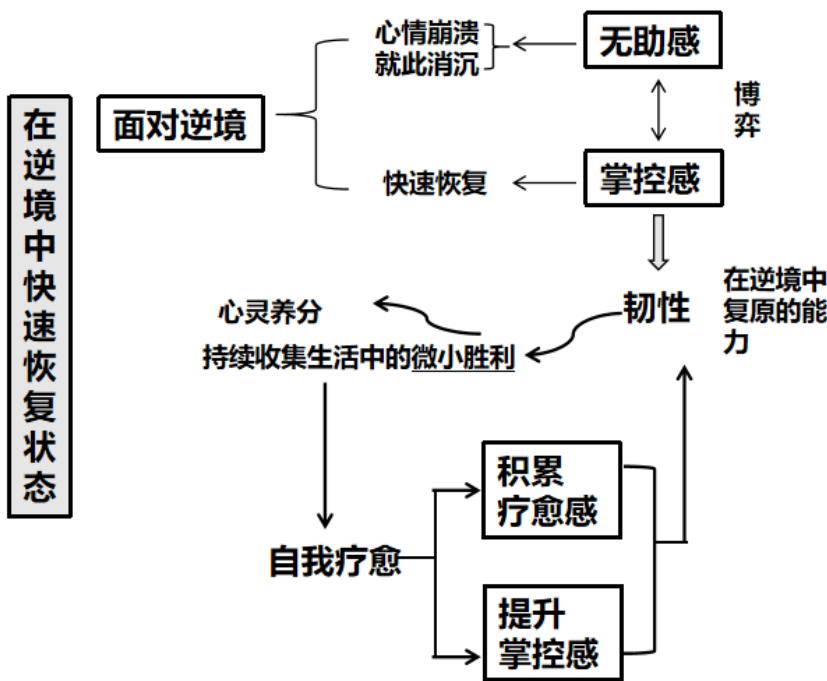 在逆境中快速恢复状态
面对逆境
心情崩溃
就此消沉
无助感
博弈
快速恢复
掌控感
韧性
在逆境中
复原的能
力
心灵养分
持续收集生活中的微小胜利
自我疗愈
积累
疗愈感
提升
掌控感